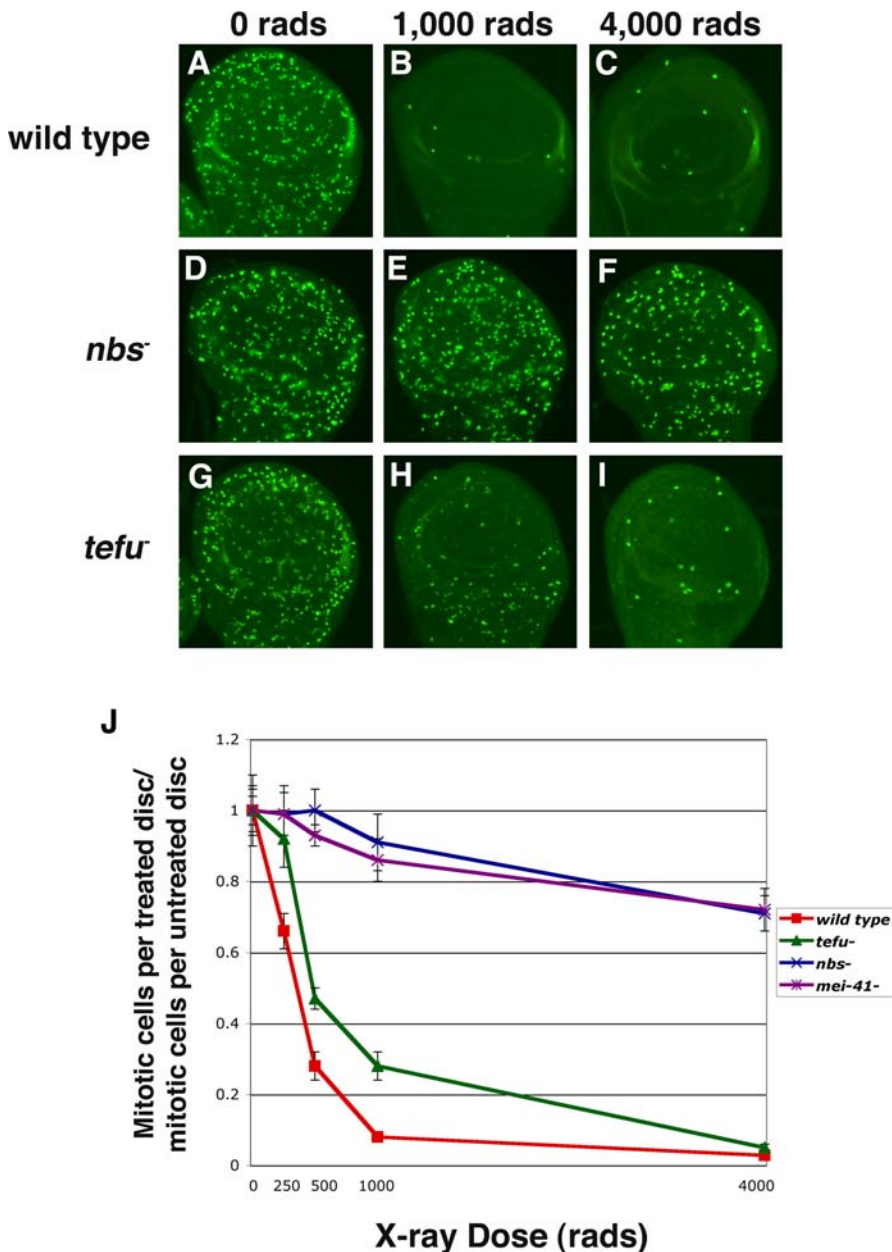 0 rads 1,000 rads 4,000 rads
A B C
wild type
D E F
nbs-
G H I
tefu-
J
Mitotic cells per treated disc/
mitotic cells per untreated disc
1.2
1
0.8
0.6
0.4
0.2
0
0 250 500 1000 4000
X-ray Dose (rads)
wild type
tefu-
nbs-
mei-41-